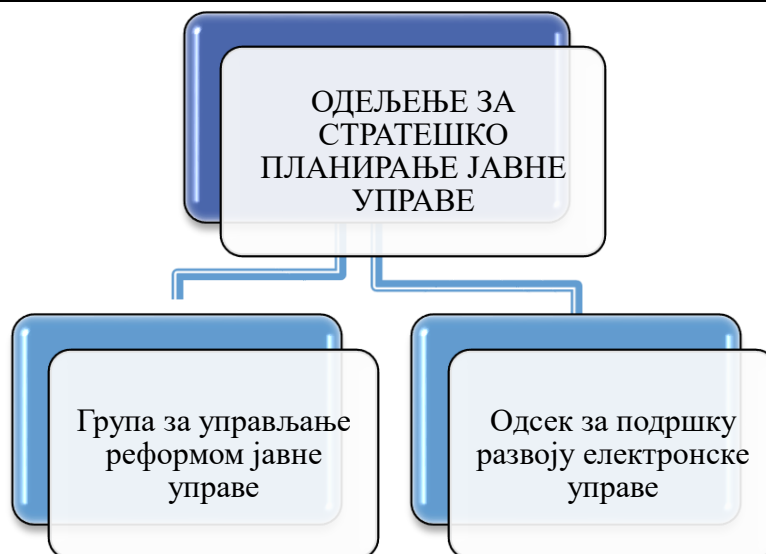 ОДЕЉЕЊЕ ЗА
СТРАТЕШКО
ПЛАНИРАЊЕ ЈАВНЕ
УПРАВЕ
Група за управљање
реформом јавне
управе
Одсек за подршку
развоју електронске
управе